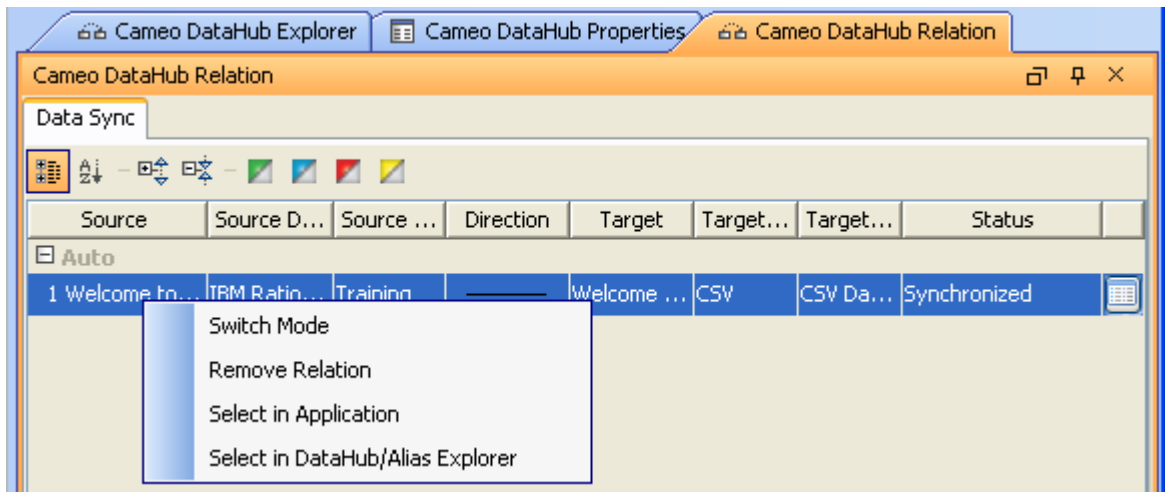 Cameo DataHub Explorer Cameo DataHub Properties Cameo DataHub Relation
Cameo DataHub Relation
Data Sync
Source Source D... Source ... Direction Target Target... Target... Status
Auto
1 Welcome to... IBM Ratio... Training Welcome ... CSV CSV Da... Synchronized
Switch Mode
Remove Relation
Select in Application
Select in DataHub/Alias Explorer